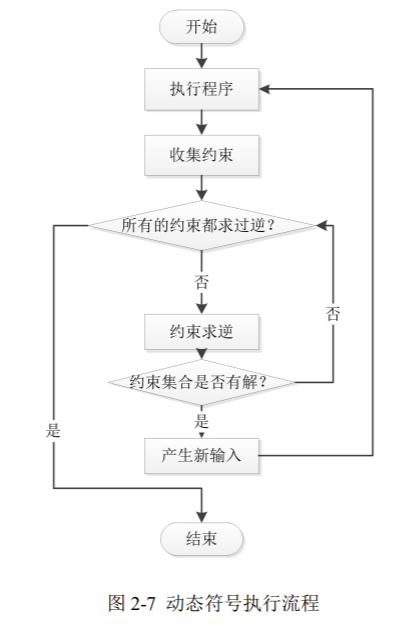 开始
执行程序
收集约束
所有的约束都求过逆？
否
否
约束求逆
约束集合是否有解？
是
是
产生新输入
结束
图 2-7 动态符号执行流程